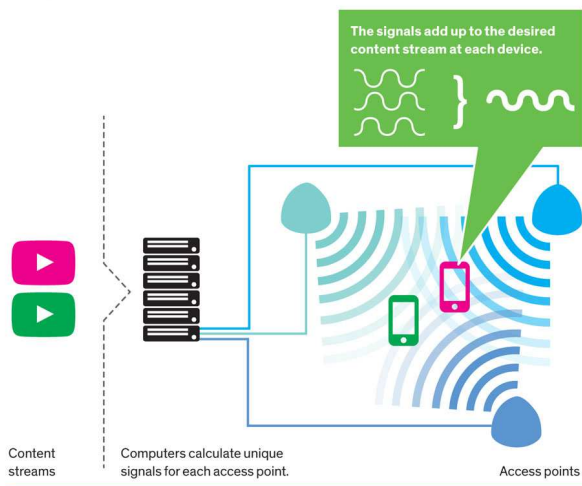 The signals add up to the desired
content stream at each device.
Content
streams
Computers calculate unique
signals for each access point.
Access points